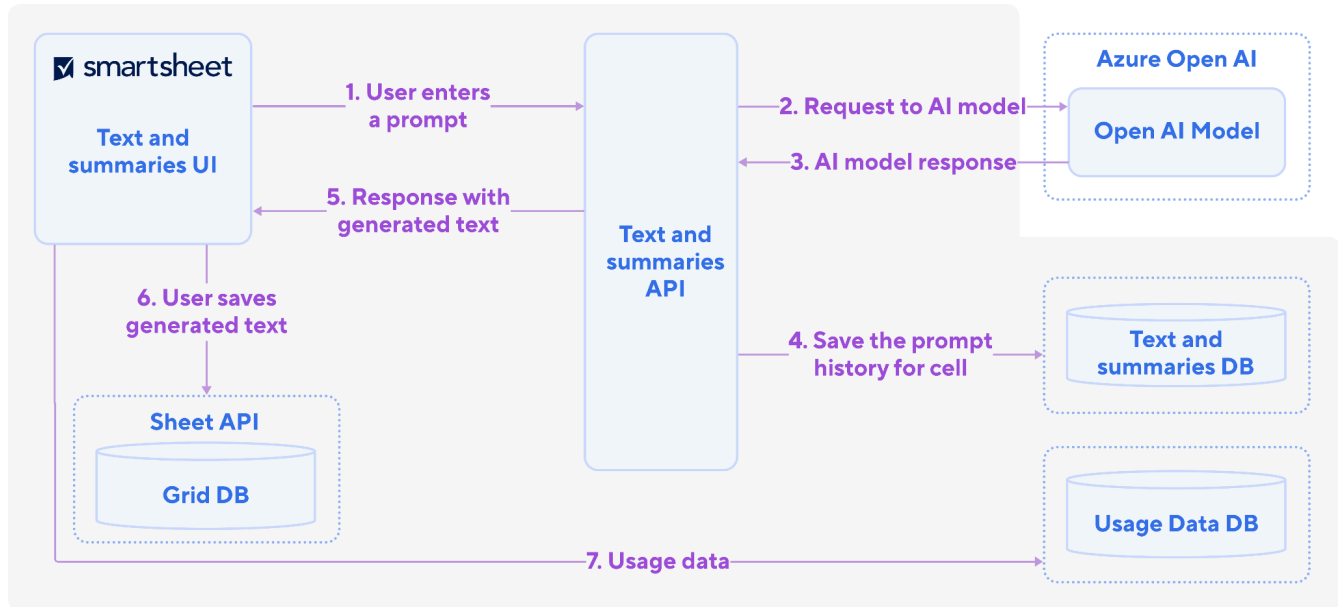 smartsheet
Text and
summaries UI
1. User enters
a prompt
2. Request to AI model
Azure Open AI
Open AI Model
3. AI model response
5. Response with
generated text
Text and
summaries
API
6. User saves
generated text
4. Save the prompt
history for cell
Text and
summaries DB
Sheet API
Grid DB
Usage Data DB
7. Usage data